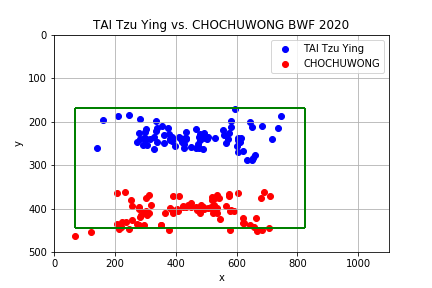 TAI Tzu Ying vs. CHOCHUWONG BWF 2020
TAI Tzu Ying
CHOCHUWONG
0
100
200
300
400
500
y
0 200 400 600 800 1000
x